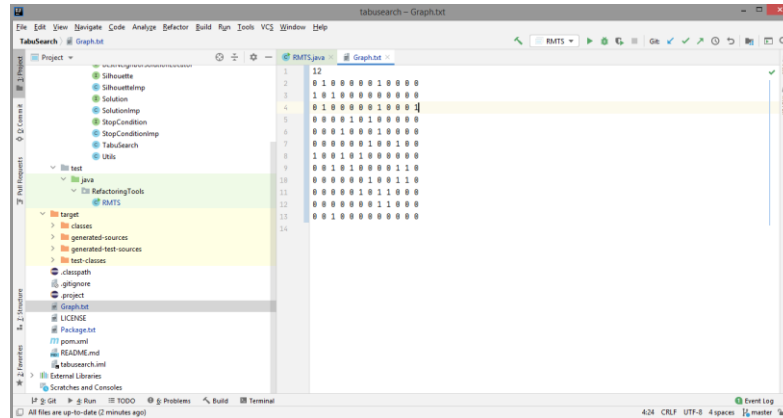 tabusearch – Graph.txt
File Edit View Navigate Code Analyze Refactor Build Run Tools VCS Window Help
TabuSearch Graph.txt RMTS Git:
Project RMTS.java Graph.txt
1: Project
Commit
Pull Requests
Z: Structure
2: Favorites
Silhouette
SilhouetteImp
Solution
SolutionImp
StopCondition
StopConditionImp
TabuSearch
Utils
test
java
RefactoringTools
RMTS
target
classes
generated-sources
generated-test-sources
test-classes
.classpath
.gitignore
.project
Graph.txt
LICENSE
Package.txt
pom.xml
README.md
tabusearch.iml
External Libraries
Scratches and Consoles
1 12
2 0 1 0 0 0 0 0 1 0 0 0 0
3 1 0 1 0 0 0 0 0 0 0 0 0
4 0 1 0 0 0 0 0 1 0 0 0 1
5 0 0 0 0 1 0 1 0 0 0 0 0
6 0 0 0 1 0 0 0 1 0 0 0 0
7 0 0 0 0 0 0 1 0 0 1 0 0
8 1 0 0 1 0 1 0 0 0 0 0 0
9 0 0 1 0 1 0 0 0 0 1 1 0
10 0 0 0 0 0 0 1 0 0 1 1 0
11 0 0 0 0 0 1 0 1 1 0 0 0
12 0 0 0 0 0 0 0 1 1 0 0 0
13 0 0 1 0 0 0 0 0 0 0 0 0
14
9: Git 4: Run TODO 6: Problems Build Terminal Event Log
All files are up-to-date (2 minutes ago) 4:24 CRLF UTF-8 4 spaces master